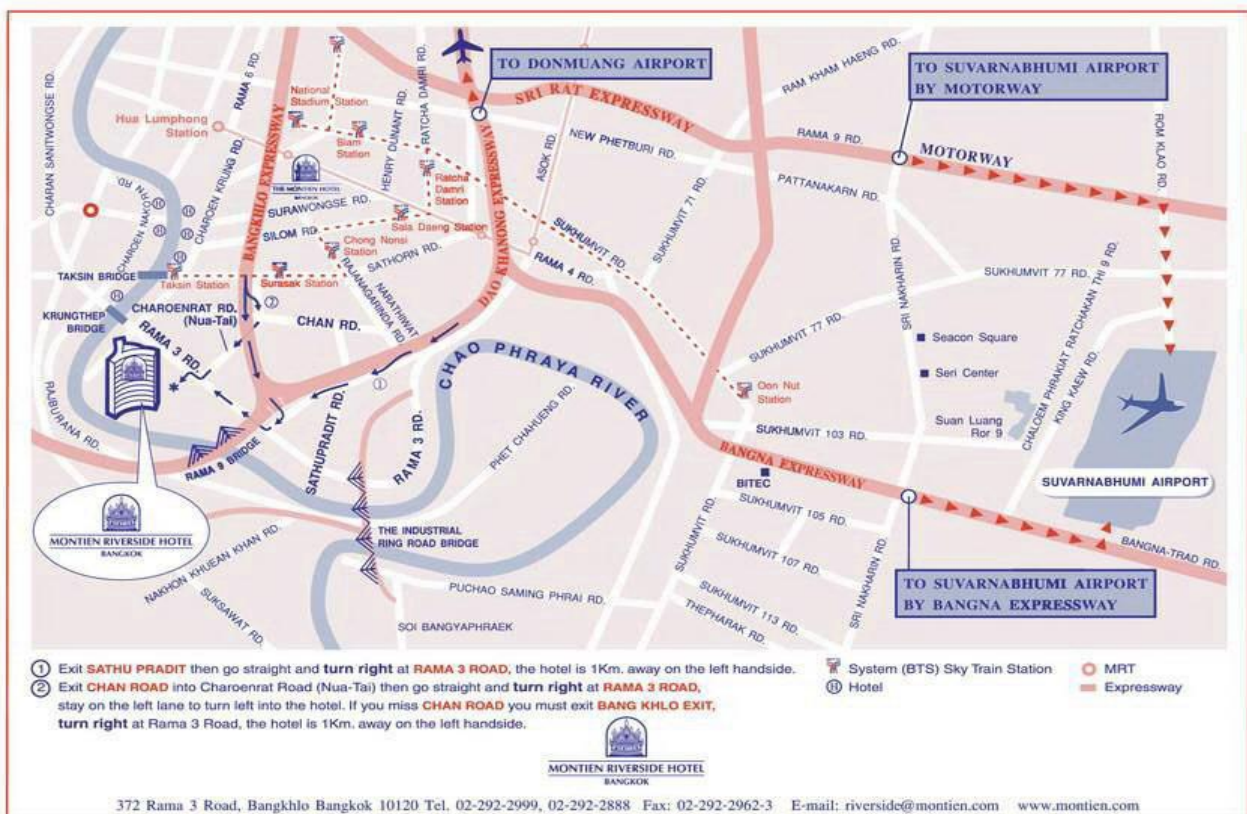 TO DONMUANG AIRPORT
TO SUVARNABHUMI AIRPORT
BY MOTORWAY
RAM KHAM HAENG RD.
ROM KLAO RD.
CHARAN SANITWONGSE RD.
RAMA 6 RD.
National
Stadium Station
Hua Lumphong
Station
Siam
Station
HENRY DUNANT RD.
RATCHA DAMRI RD.
SRI RAT EXPRESSWAY
ASOK RD.
NEW PHETBURI RD.
RAMA 9 RD.
MOTORWAY
PATTANAKARN RD.
THE MONTIEN HOTEL
BANGKOK
Ratcha
Damri
Station
CHAROEN NAKORN RD.
CHAROEN KRUNG RD.
BANGKHLO EXPRESSWAY
SURAWONGSE RD.
SILOM RD.
Sala Daeng Station
Chong Nonsi
Station
SATHORN RD.
DAO KHANONG EXPRESSWAY
SUKHUMVIT RD.
SUKHUMVIT 71 RD.
RAMA 4 RD.
SRI NAKHARIN RD.
SUKHUMVIT 77 RD.
TAKSIN BRIDGE
Taksin Station
Surasak Station
NARATHIWAT
RAJANAGARINDA RD.
KRUNGTHEP
BRIDGE
CHAROENRAT RD.
(Nua-Tai)
2
CHAN RD.
RAMA 3 RD.
CHAO PHRAYA RIVER
SUKHUMVIT 77 RD.
Seacon Square
Seri Center
CHALOEM PHRAKIAT RATCHAKAN THI 9 RD.
KING KAEW RD.
1
Oon Nut
Station
Suan Luang
Ror 9
RAJBURANA RD.
SATHUPRADIT RD.
RAMA 3 RD.
PHET CHAHUENG RD.
SUKHUMVIT 103 RD.
RAMA 9 BRIDGE
BANGNA EXPRESSWAY
BITEC
SUVARNABHUMI AIRPORT
MONTIEN RIVERSIDE HOTEL
BANGKOK
THE INDUSTRIAL
RING ROAD BRIDGE
SUKHUMVIT RD.
SUKHUMVIT 105 RD.
SUKHUMVIT 107 RD.
BANGNA-TRAD RD.
NAKHON KHUEAN KHAN RD.
SUKSAWAT RD.
PUCHAO SAMING PHRAI RD.
SUKHUMVIT 113 RD.
THEPHARAK RD.
SRI NAKHARIN RD.
TO SUVARNABHUMI AIRPORT
BY BANGNA EXPRESSWAY
SOI BANGYAPHRAEK
1 Exit SATHU PRADIT then go straight and turn right at RAMA 3 ROAD, the hotel is 1Km. away on the left handside.
2 Exit CHAN ROAD into Charoenrat Road (Nua-Tai) then go straight and turn right at RAMA 3 ROAD,
stay on the left lane to turn left into the hotel. If you miss CHAN ROAD you must exit BANG KHLO EXIT,
turn right at Rama 3 Road, the hotel is 1Km. away on the left handside.
System (BTS) Sky Train Station
MRT
H Hotel
Expressway
MONTIEN RIVERSIDE HOTEL
BANGKOK
372 Rama 3 Road, Bangkhlo Bangkok 10120 Tel. 02-292-2999, 02-292-2888 Fax: 02-292-2962-3 E-mail: riverside@montien.com www.montien.com